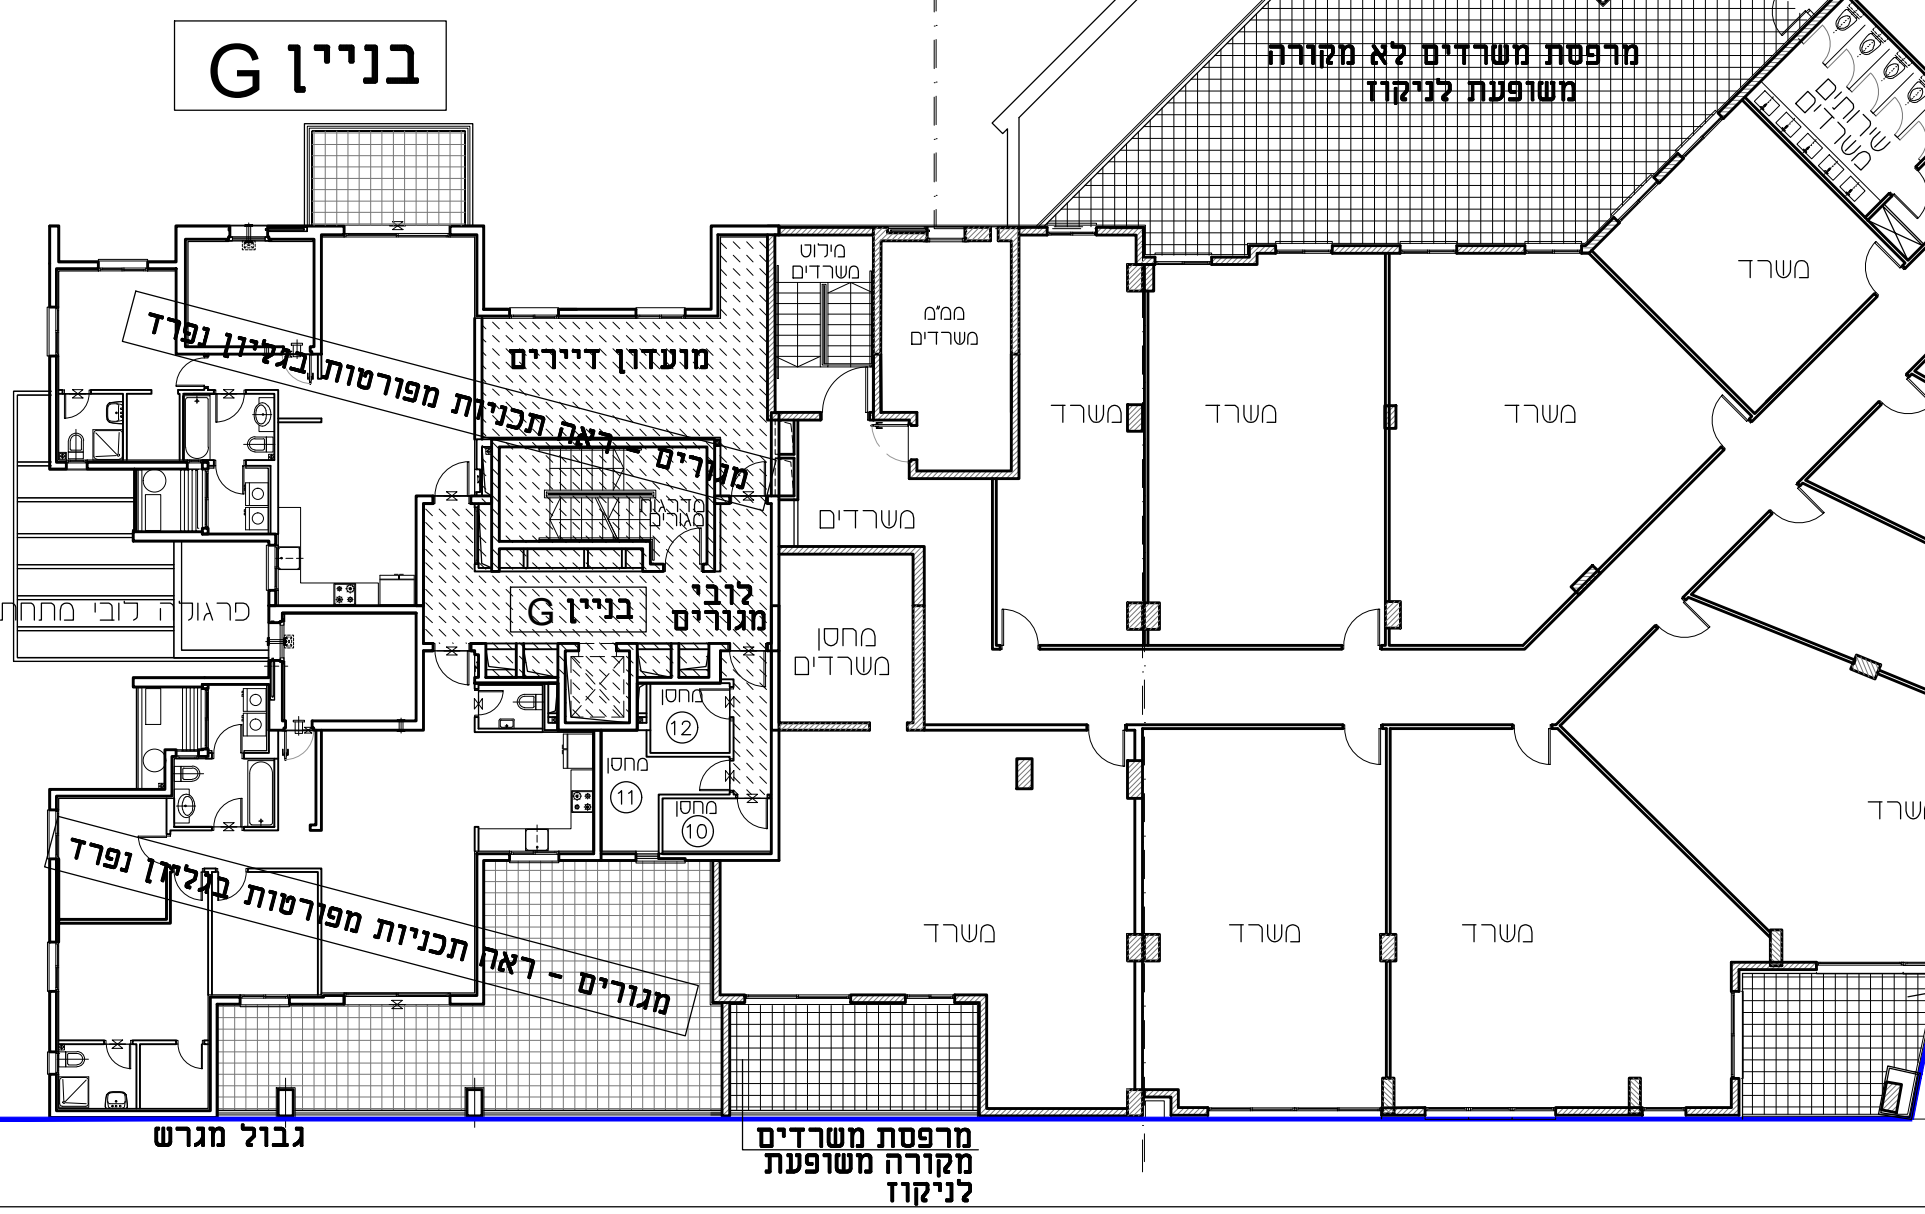 בניין G
מרפסת משרדים לא מקורה
משופעת לניקוז
שירותים
משרדים
מילוט
משרדים
ממ"מ
משרדים
משרד
מגורים - ראה תכניות מפורטות בגליון נפרד
מועדון דיירים
משרד
משרד
משרד
מדרגות
מגורים
משרדים
לובי
מגורים
בניין G
פרגולה לובי מתחת
מחסן
משרדים
מחסן
12
מחסן
11
מחסן
10
משרד
מגורים - ראה תכניות מפורטות בגליון נפרד
משרד
משרד
משרד
גבול מגרש
מרפסת משרדים
מקורה משופעת
לניקוז